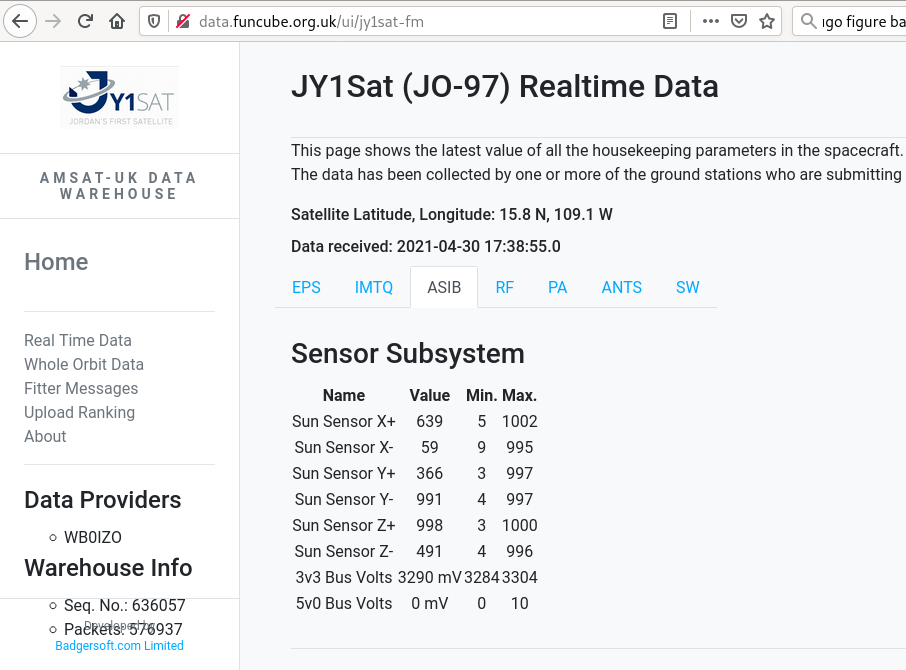 data.funcube.org.uk/ui/jy1sat-fm
ıgo figure ba
JY1SAT
JORDAN'S FIRST SATELLITE
AMSAT-UK DATA
WAREHOUSE
Home
Real Time Data
Whole Orbit Data
Fitter Messages
Upload Ranking
About
Data Providers
WB0IZO
Warehouse Info
Seq. No.: 636057
Packets: 576937
Developed by
Badgersoft.com Limited
JY1Sat (JO-97) Realtime Data
This page shows the latest value of all the housekeeping parameters in the spacecraft.
The data has been collected by one or more of the ground stations who are submitting
Satellite Latitude, Longitude: 15.8 N, 109.1 W
Data received: 2021-04-30 17:38:55.0
EPS IMTQ ASIB RF PA ANTS SW
Sensor Subsystem
Name Value Min. Max.
Sun Sensor X+ 639 5 1002
Sun Sensor X- 59 9 995
Sun Sensor Y+ 366 3 997
Sun Sensor Y- 991 4 997
Sun Sensor Z+ 998 3 1000
Sun Sensor Z- 491 4 996
3v3 Bus Volts 3290 mV 3284 3304
5v0 Bus Volts 0 mV 0 10